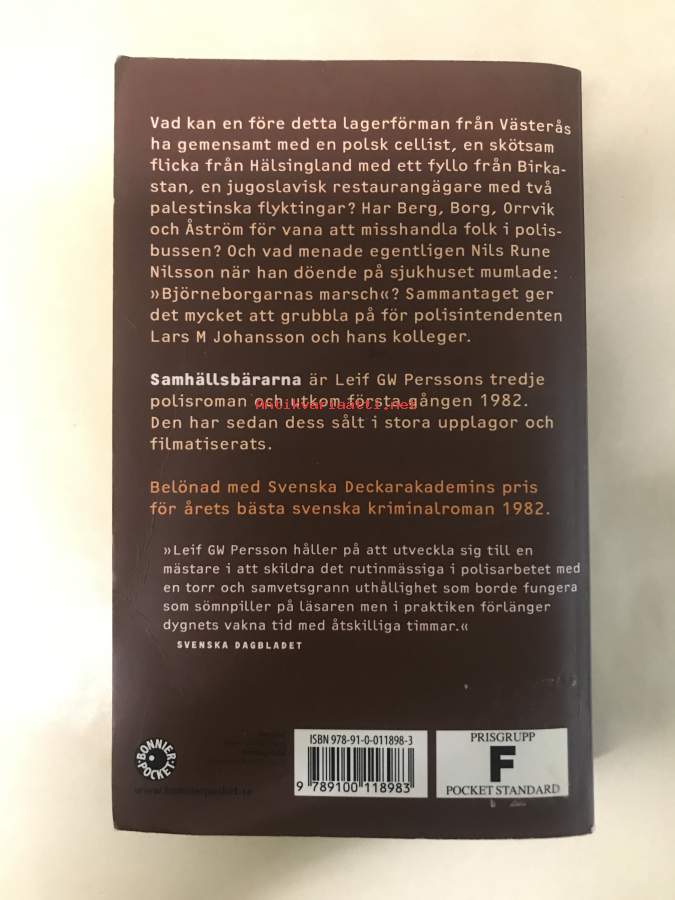 Vad kan en före detta lagerförman från Västerås
ha gemensamt med en polsk cellist, en skötsam
flicka från Hälsingland med ett fyllo från Birka-
stan, en jugoslavisk restaurangägare med två
palestinska flyktingar? Har Berg, Borg, Orrvik
och Åström för vana att misshandla folk i polis-
bussen? Och vad menade egentligen Nils Rune
Nilsson när han döende på sjukhuset mumlade:
»Björneborgarnas marsch«? Sammantaget ger
det mycket att grubbla på för polisintendenten
Lars M Johansson och hans kolleger.
Samhällsbärarna är Leif GW Perssons tredje
polisroman och utkom första gången 1982.
Antikvariaatti.net
Den har sedan dess sålt i stora upplagor och
filmatiserats.
Belönad med Svenska Deckarakademins pris
för årets bästa svenska kriminalroman 1982.
»Leif GW Persson håller på att utveckla sig till en
mästare i att skildra det rutinmässiga i polisarbetet med
en torr och samvetsgrann uthållighet som borde fungera
som sömnpiller på läsaren men i praktiken förlänger
dygnets vakna tid med åtskilliga timmar.«
SVENSKA DAGBLADET
BONNIER POCKET
www.bonnierpocket.se
ISBN 978-91-0-011898-3
9 789100 118983
PRISGRUPP
F
POCKET STANDARD